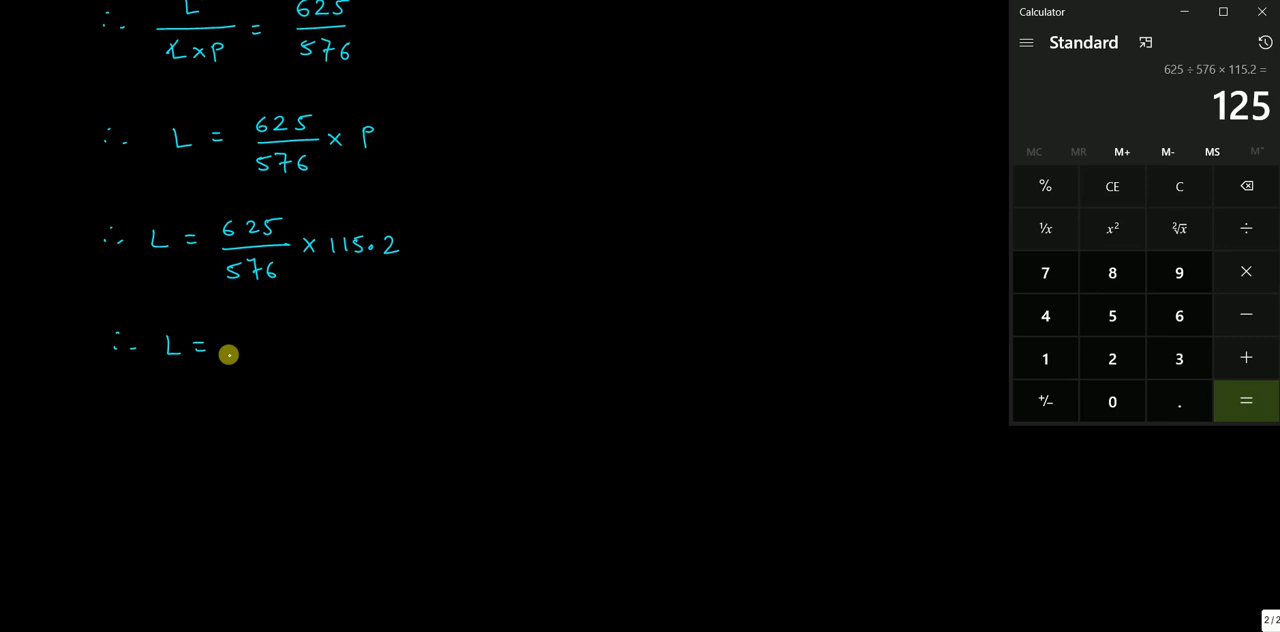 ∴ L / L × P = 625 / 576
∴ L = 625 / 576 × P
∴ L = 625 / 576 × 115.2
∴ L =
Calculator
Standard
625 ÷ 576 × 115.2 =
125
MC MR M+ M- MS M˅
% CE C
¹/x x² ²√x ÷
7 8 9 ×
4 5 6 −
1 2 3 +
+/- 0 . =
2 / 2